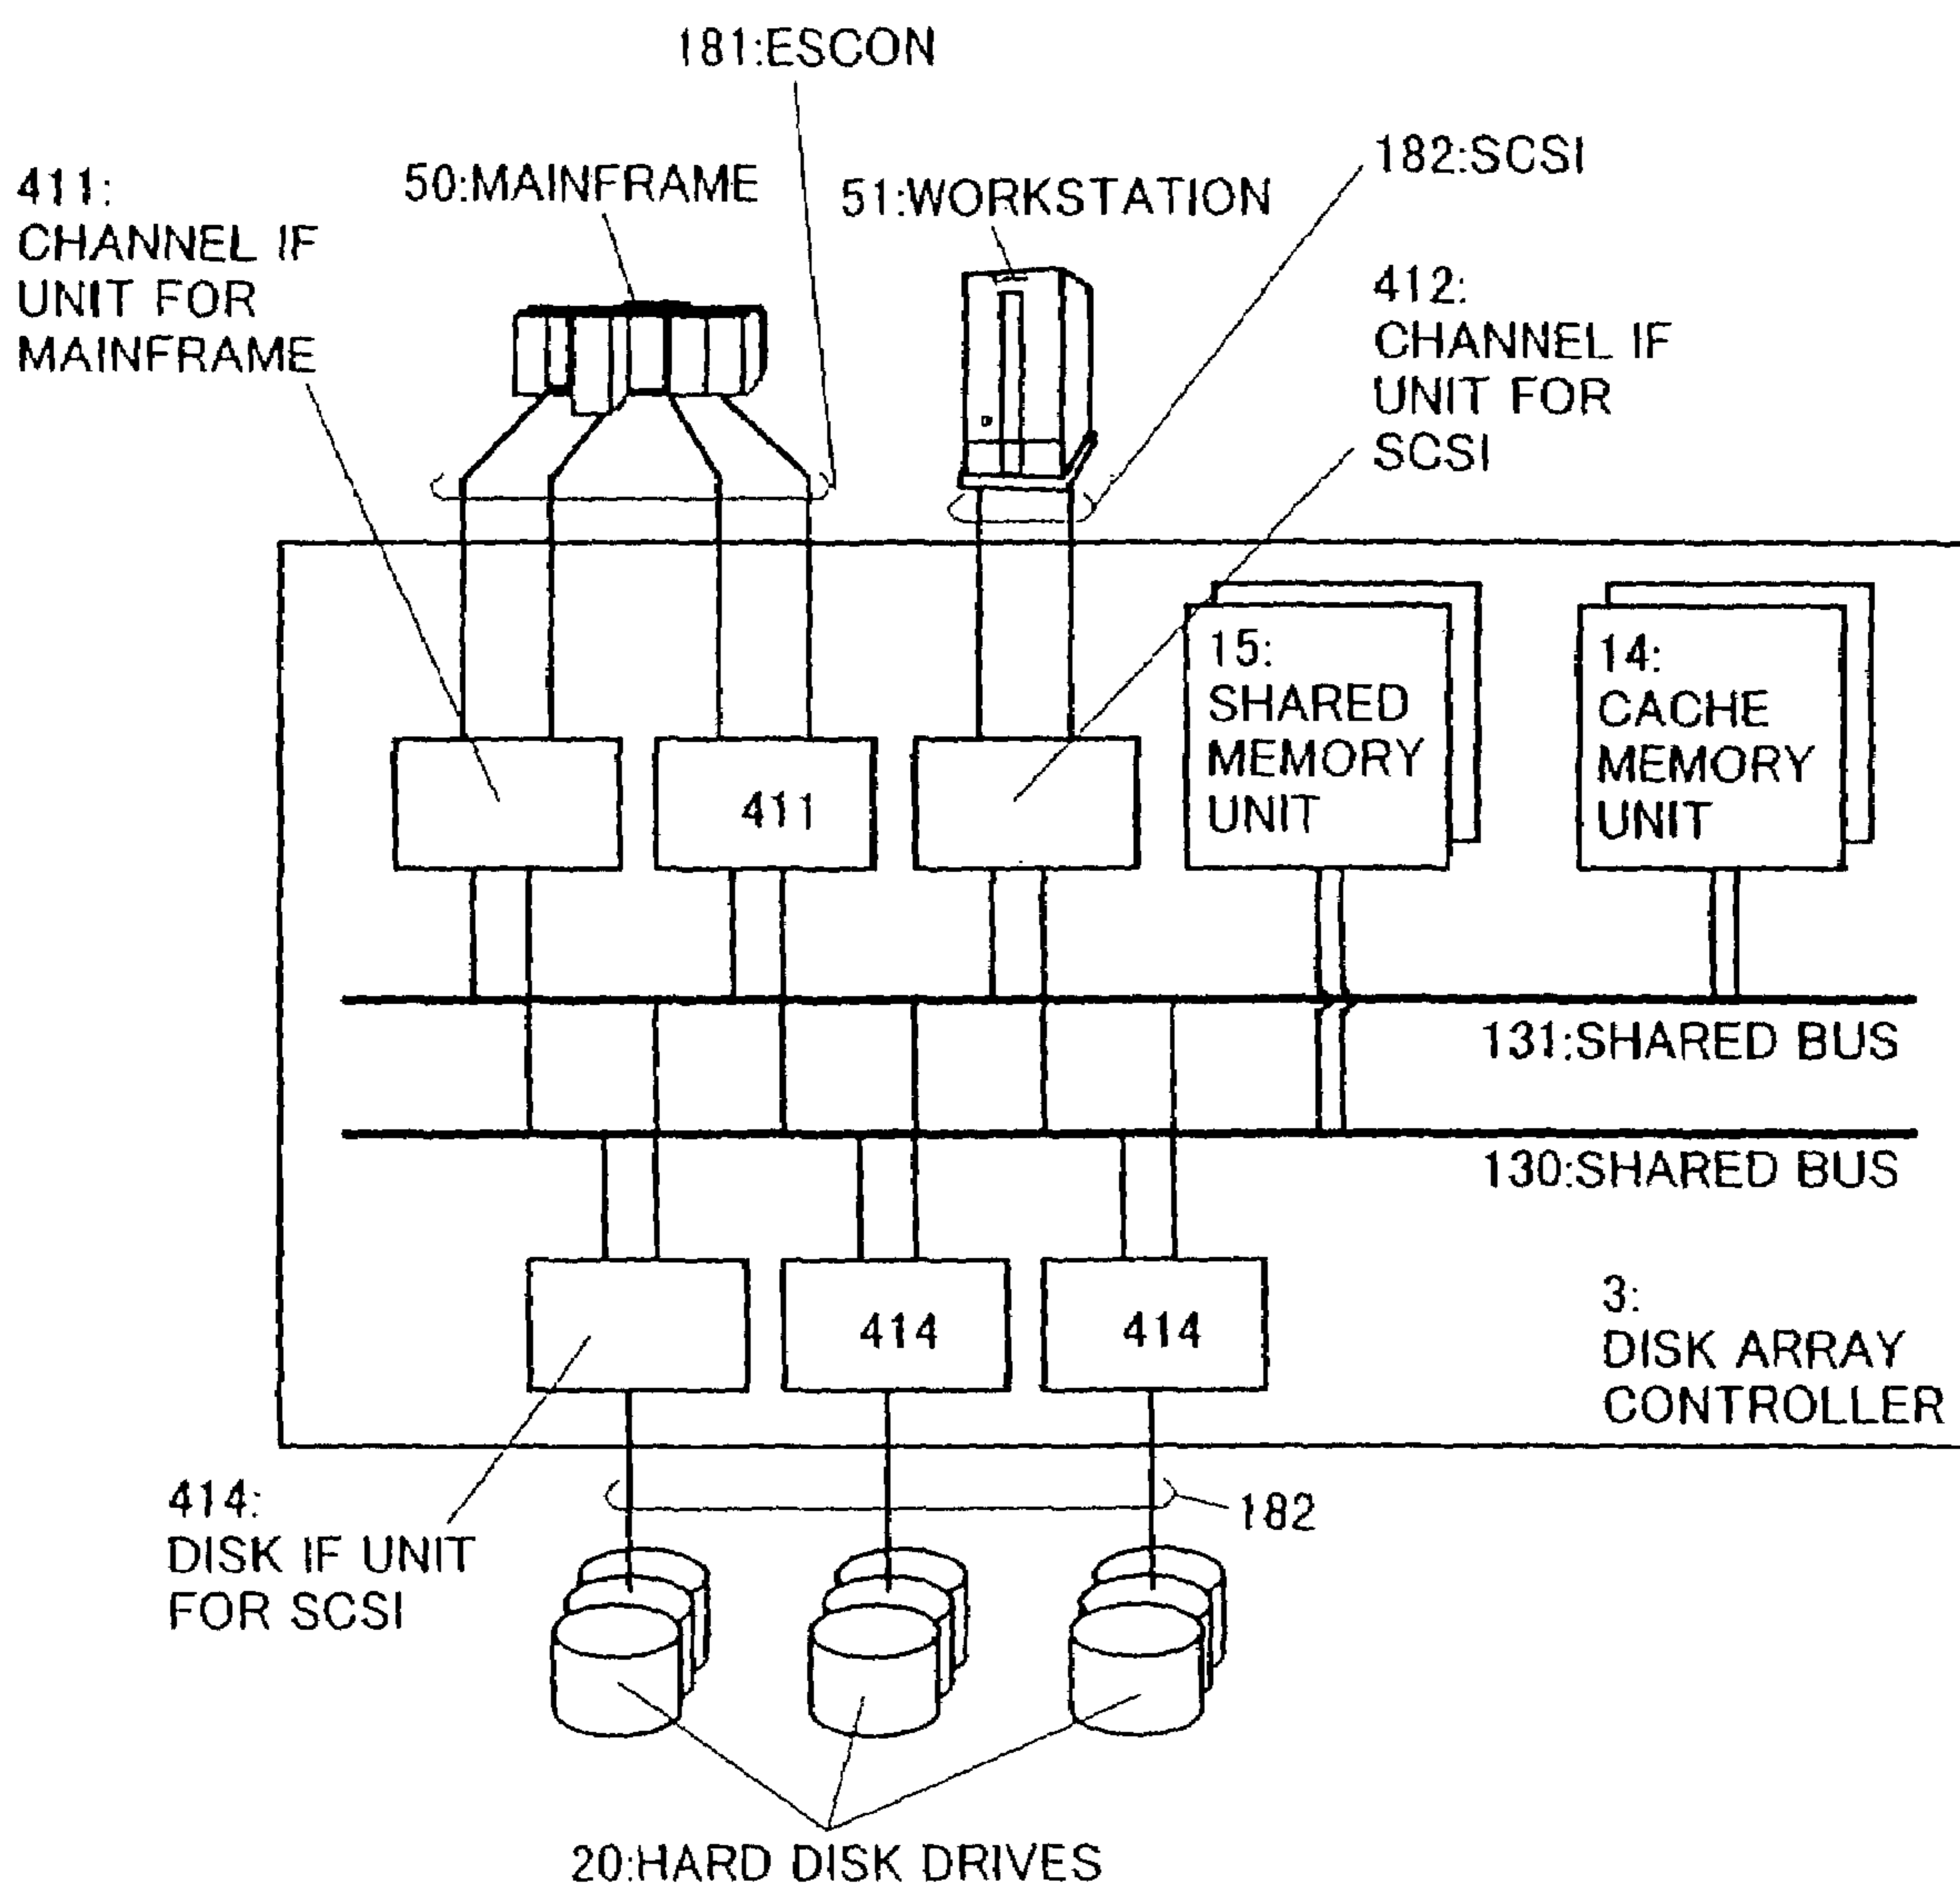 181:ESCON
182:SCSI
50:MAINFRAME
51:WORKSTATION
411:
CHANNEL IF
UNIT FOR
MAINFRAME
412:
CHANNEL IF
UNIT FOR
SCSI
15:
SHARED
MEMORY
UNIT
14:
CACHE
MEMORY
UNIT
411
131:SHARED BUS
130:SHARED BUS
414
414
3:
DISK ARRAY
CONTROLLER
414:
DISK IF UNIT
FOR SCSI
182
20:HARD DISK DRIVES